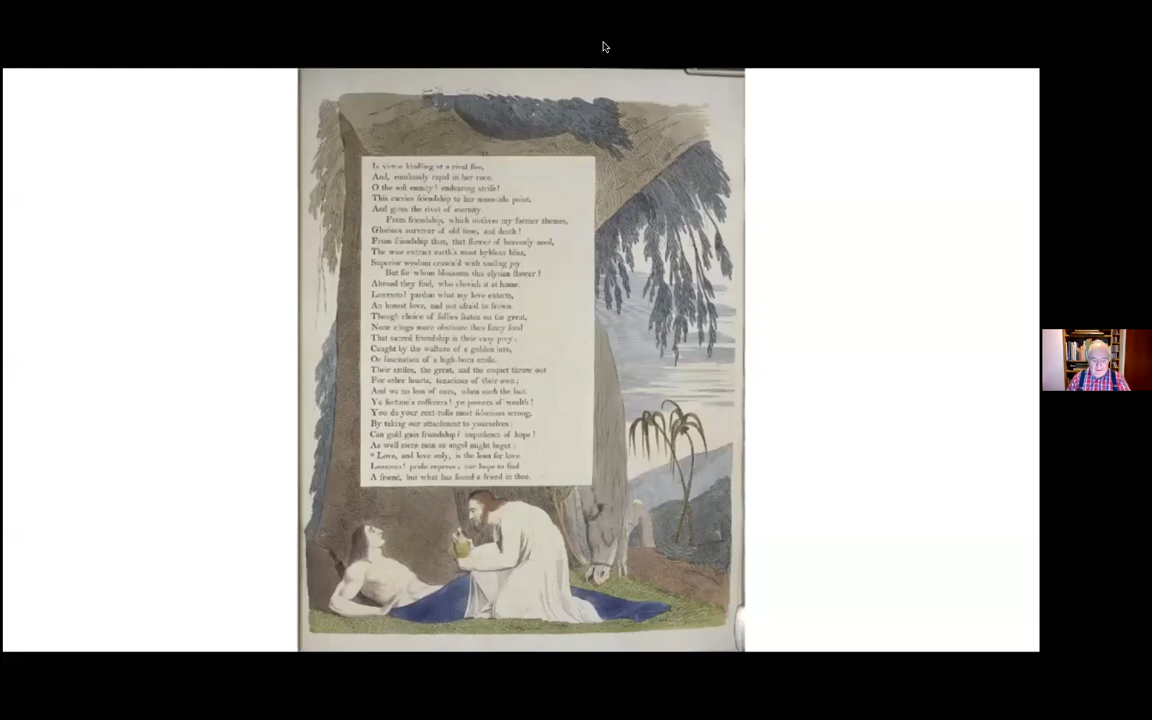 In virtue kindling at a rival fire,
And, emulously rapid in her race.
O the soft enmity! endearing strife!
This carries friendship to her noon-tide point,
And gives the rivet of eternity.
From friendship, which outlives my former themes,
Glorious survivor of old time, and death!
From friendship thus, that flower of heavenly seed,
The wise extract earth's most hyblean bliss,
Superior wisdom crown'd with smiling joy.
But for whom blossoms this elysian flower?
Abroad they find, who cherish it at home.
Lorenzo! pardon what my love extorts,
An honest love, and not afraid to frown.
Though choice of follies fasten on the great,
None clings more obstinate than fancy fond
That sacred friendship is their easy prey;
Caught by the wafture of a golden lure,
Or fascination of a high-born smile.
Their smiles, the great, and the coquet throw out
For other hearts, tenacious of their own;
And we no less of ours, when such the bait.
Ye fortune's cofferers! ye powers of wealth!
You do your rent-rolls most felonious wrong,
By taking our attachment to yourselves:
Can gold gain friendship? impudence of hope!
As well mere man an angel might beget:
* Love, and love only, is the loan for love.
Lorenzo! pride repress; nor hope to find
A friend, but what has found a friend in thee.